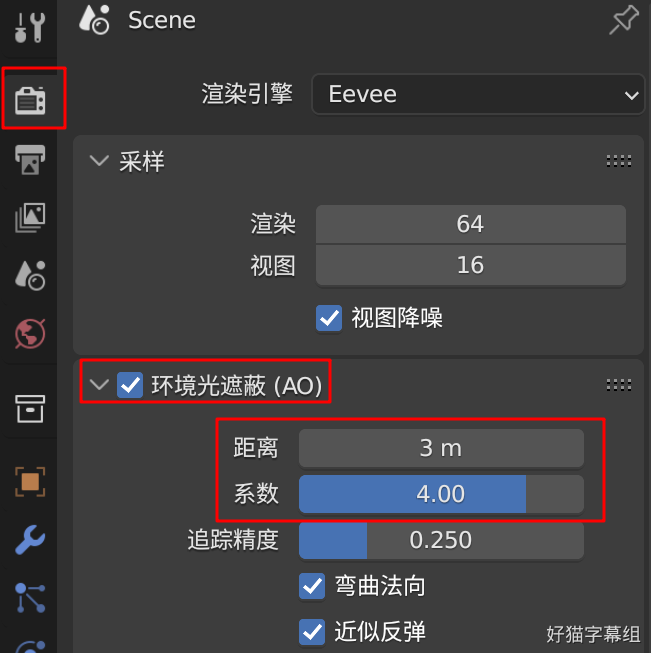 Scene
渲染引擎 Eevee
采样
渲染 64
视图 16
视图降噪
环境光遮蔽 (AO)
距离 3 m
系数 4.00
追踪精度 0.250
弯曲法向
近似反弹
好猫字幕组